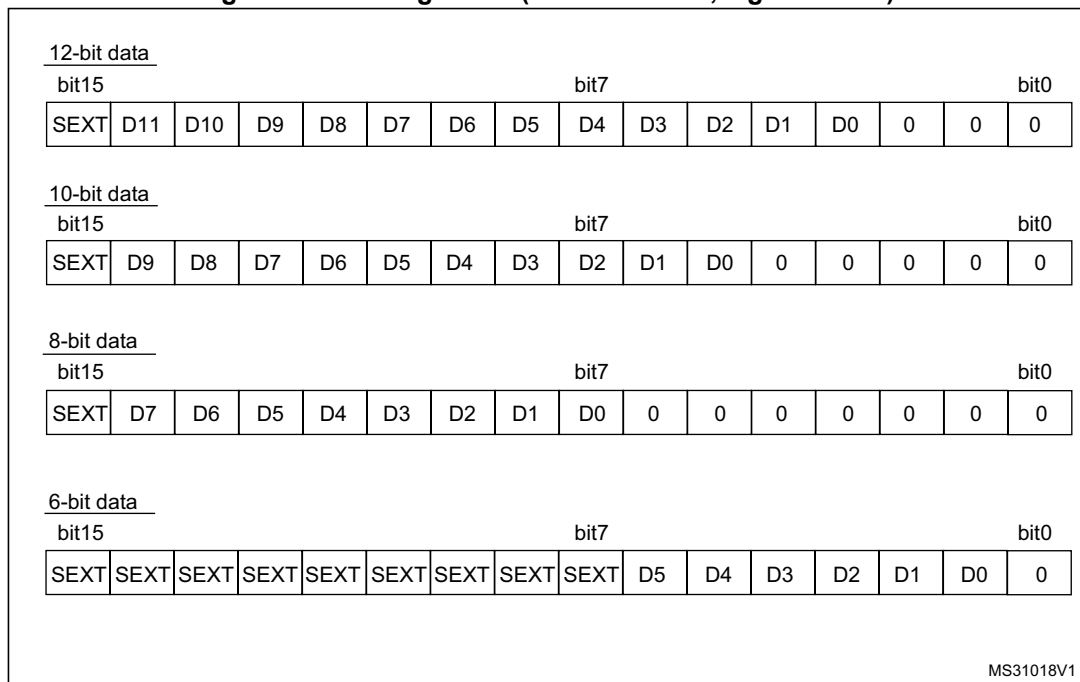 12-bit data
bit15 bit7 bit0
SEXT D11 D10 D9 D8 D7 D6 D5 D4 D3 D2 D1 D0 0 0 0
10-bit data
bit15 bit7 bit0
SEXT D9 D8 D7 D6 D5 D4 D3 D2 D1 D0 0 0 0 0 0
8-bit data
bit15 bit7 bit0
SEXT D7 D6 D5 D4 D3 D2 D1 D0 0 0 0 0 0 0 0
6-bit data
bit15 bit7 bit0
SEXT SEXT SEXT SEXT SEXT SEXT SEXT SEXT SEXT D5 D4 D3 D2 D1 D0 0
MS31018V1